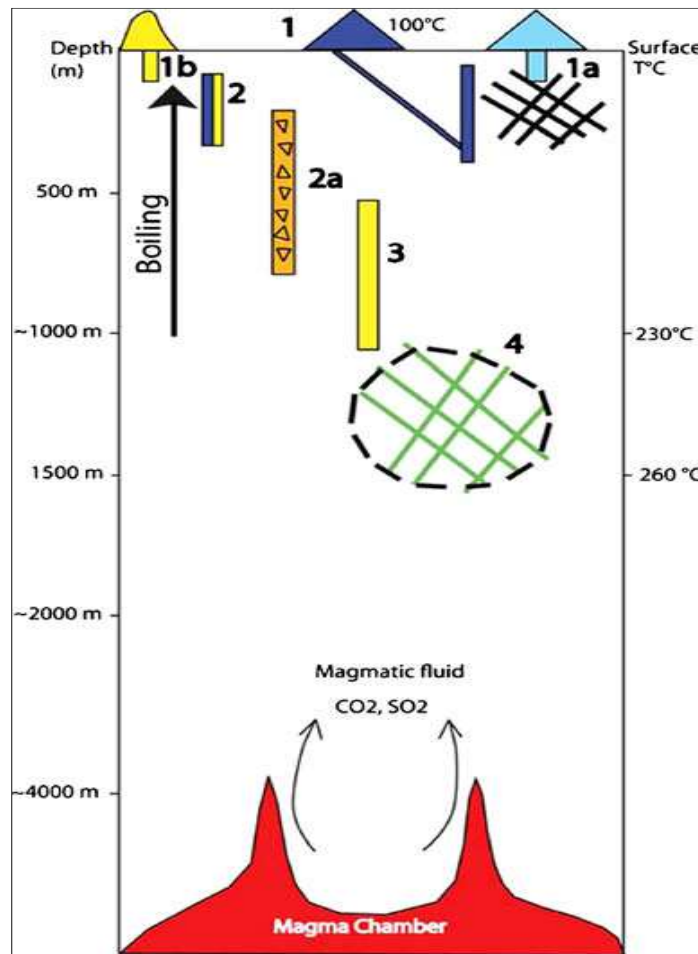 Depth
(m)
1
100°C
Surface
T°C
1b
1a
2
2a
500 m
Boiling
3
~1000 m
230°C
4
1500 m
260 °C
~2000 m
Magmatic fluid
CO2, SO2
~4000 m
Magma Chamber